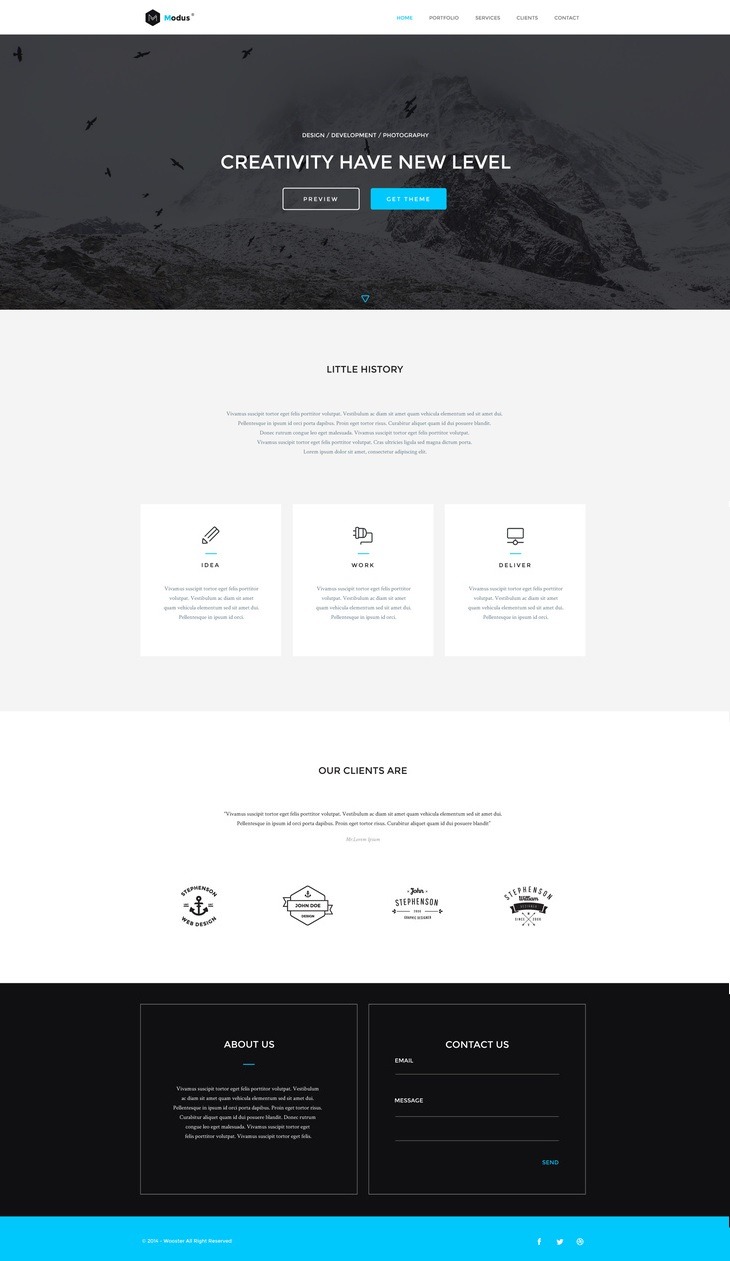 Modus®
HOME PORTFOLIO SERVICES CLIENTS CONTACT
DESIGN / DEVELOPMENT / PHOTOGRAPHY
CREATIVITY HAVE NEW LEVEL
PREVIEW GET THEME
LITTLE HISTORY
Vivamus suscipit tortor eget felis porttitor volutpat. Vestibulum ac diam sit amet quam vehicula elementum sed sit amet dui.
Pellentesque in ipsum id orci porta dapibus. Proin eget tortor risus. Curabitur aliquet quam id dui posuere blandit.
Donec rutrum congue leo eget malesuada. Vivamus suscipit tortor eget felis porttitor volutpat.
Vivamus suscipit tortor eget felis porttitor volutpat. Cras ultricies ligula sed magna dictum porta.
Lorem ipsum dolor sit amet, consectetur adipiscing elit.
IDEA
Vivamus suscipit tortor eget felis porttitor
volutpat. Vestibulum ac diam sit amet
quam vehicula elementum sed sit amet dui.
Pellentesque in ipsum id orci.
WORK
Vivamus suscipit tortor eget felis porttitor
volutpat. Vestibulum ac diam sit amet
quam vehicula elementum sed sit amet dui.
Pellentesque in ipsum id orci.
DELIVER
Vivamus suscipit tortor eget felis porttitor
volutpat. Vestibulum ac diam sit amet
quam vehicula elementum sed sit amet dui.
Pellentesque in ipsum id orci.
OUR CLIENTS ARE
"Vivamus suscipit tortor eget felis porttitor volutpat. Vestibulum ac diam sit amet quam vehicula elementum sed sit amet dui.
Pellentesque in ipsum id orci porta dapibus. Proin eget tortor risus. Curabitur aliquet quam id dui posuere blandit"
Mr.Lorem Ipsum
STEPHENSON
WEB DESIGN
JOHN DOE
DESIGN
John
STEPHENSON
TYPE
GRAPHIC DESIGNER
STEPHENSON
William
DESIGNER
SINCE
ABOUT US
Vivamus suscipit tortor eget felis porttitor volutpat. Vestibulum
ac diam sit amet quam vehicula elementum sed sit amet dui.
Pellentesque in ipsum id orci porta dapibus. Proin eget tortor risus.
Curabitur aliquet quam id dui posuere blandit. Donec rutrum
congue leo eget malesuada. Vivamus suscipit tortor eget
felis porttitor volutpat. Vivamus suscipit tortor eget felis.
CONTACT US
EMAIL
MESSAGE
SEND
© 2014 - Wooster All Right Reserved